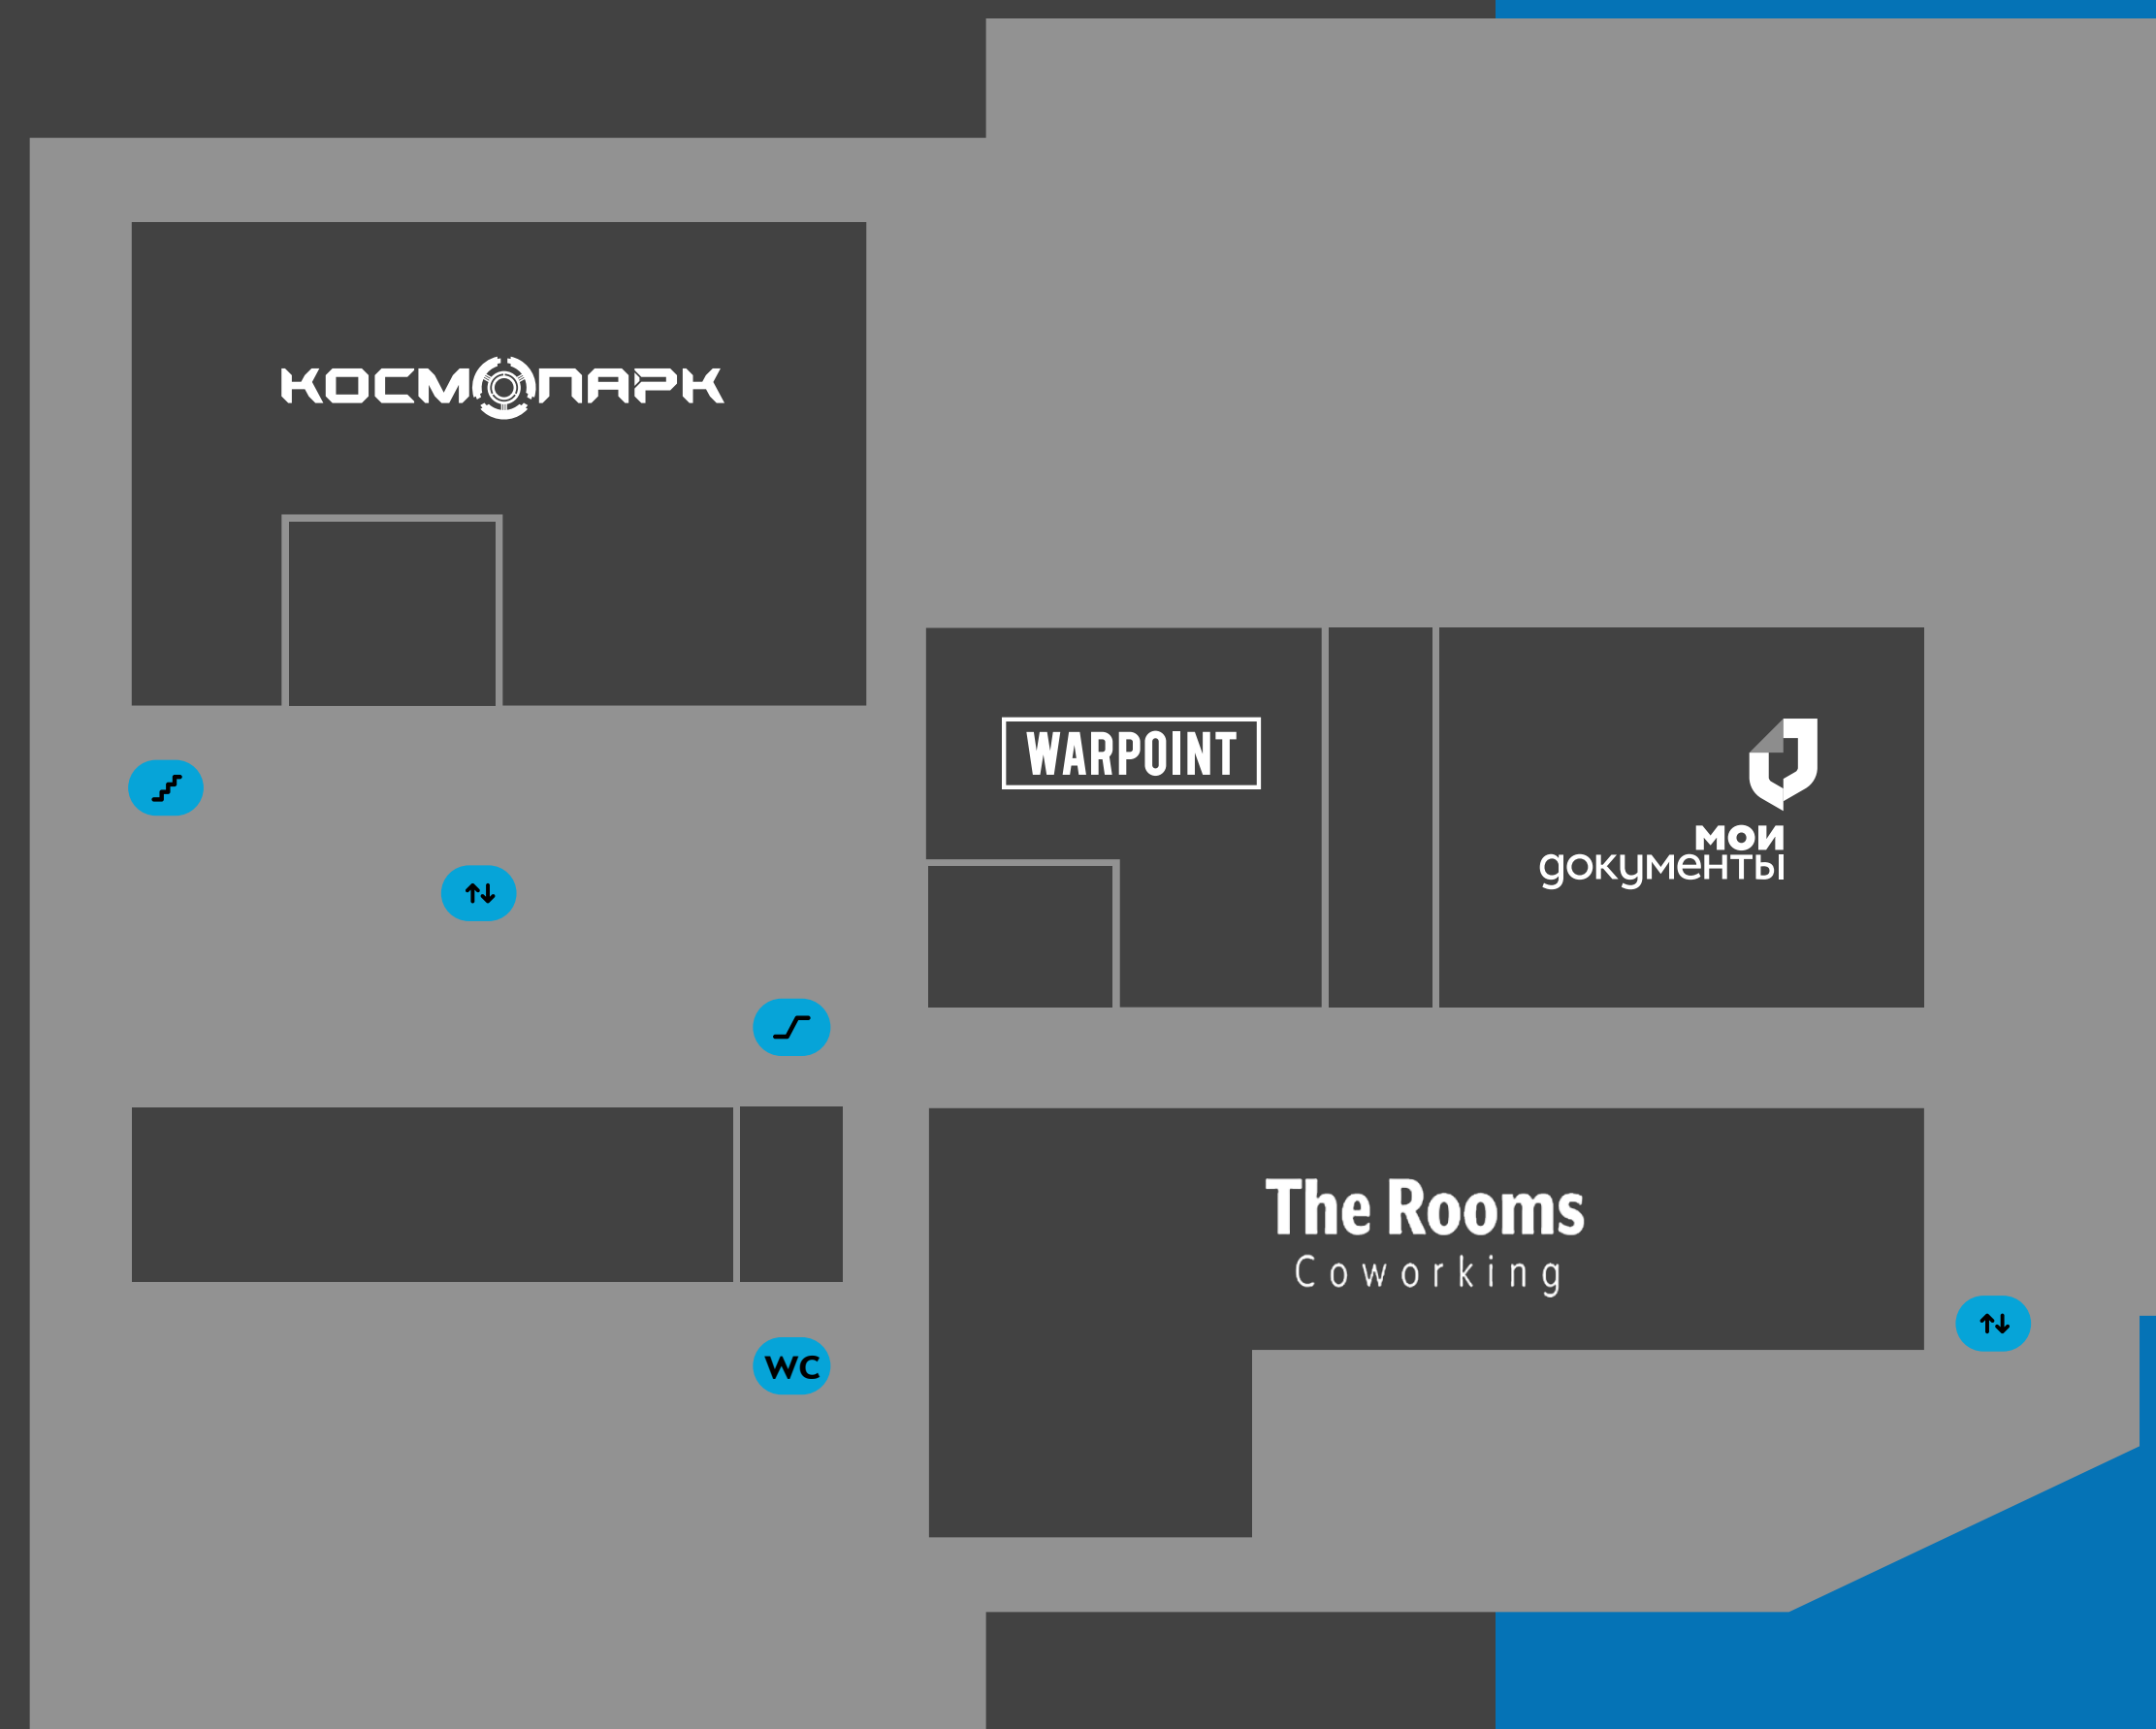 КОСМОПАРК
WARPOINT
мои
документы
The Rooms
Coworking
WC